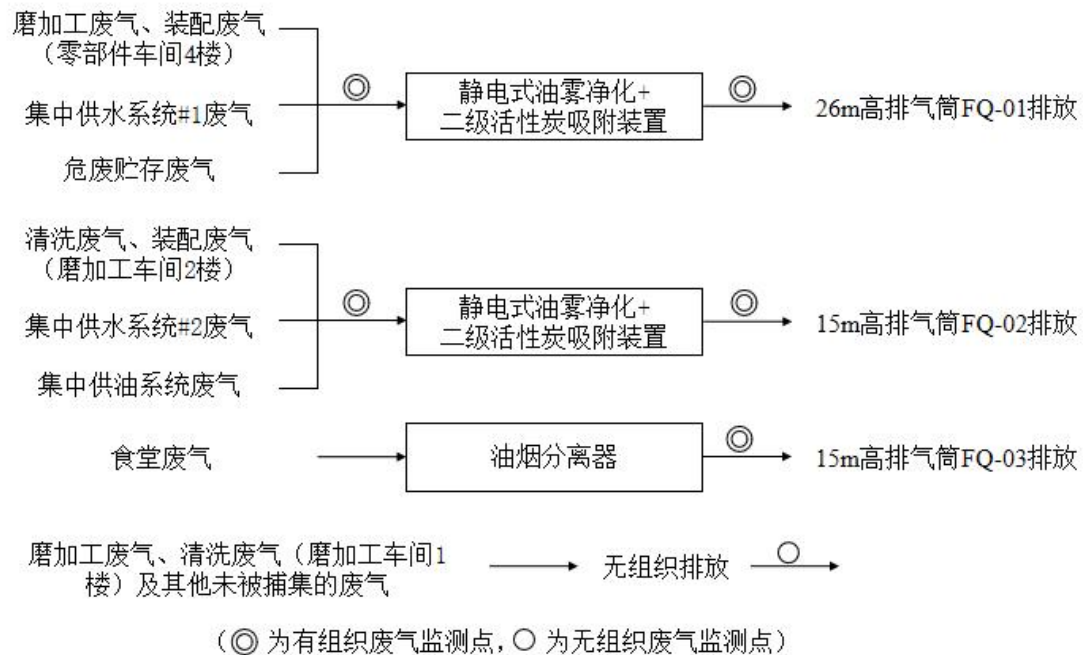 磨加工废气、装配废气
（零部件车间4楼）
集中供水系统#1废气
危废贮存废气
静电式油雾净化+
二级活性炭吸附装置
26m高排气筒FQ-01排放
清洗废气、装配废气
（磨加工车间2楼）
集中供水系统#2废气
集中供油系统废气
静电式油雾净化+
二级活性炭吸附装置
15m高排气筒FQ-02排放
食堂废气
油烟分离器
15m高排气筒FQ-03排放
磨加工废气、清洗废气（磨加工车间1
楼）及其他未被捕集的废气
无组织排放
（◎ 为有组织废气监测点，○ 为无组织废气监测点）